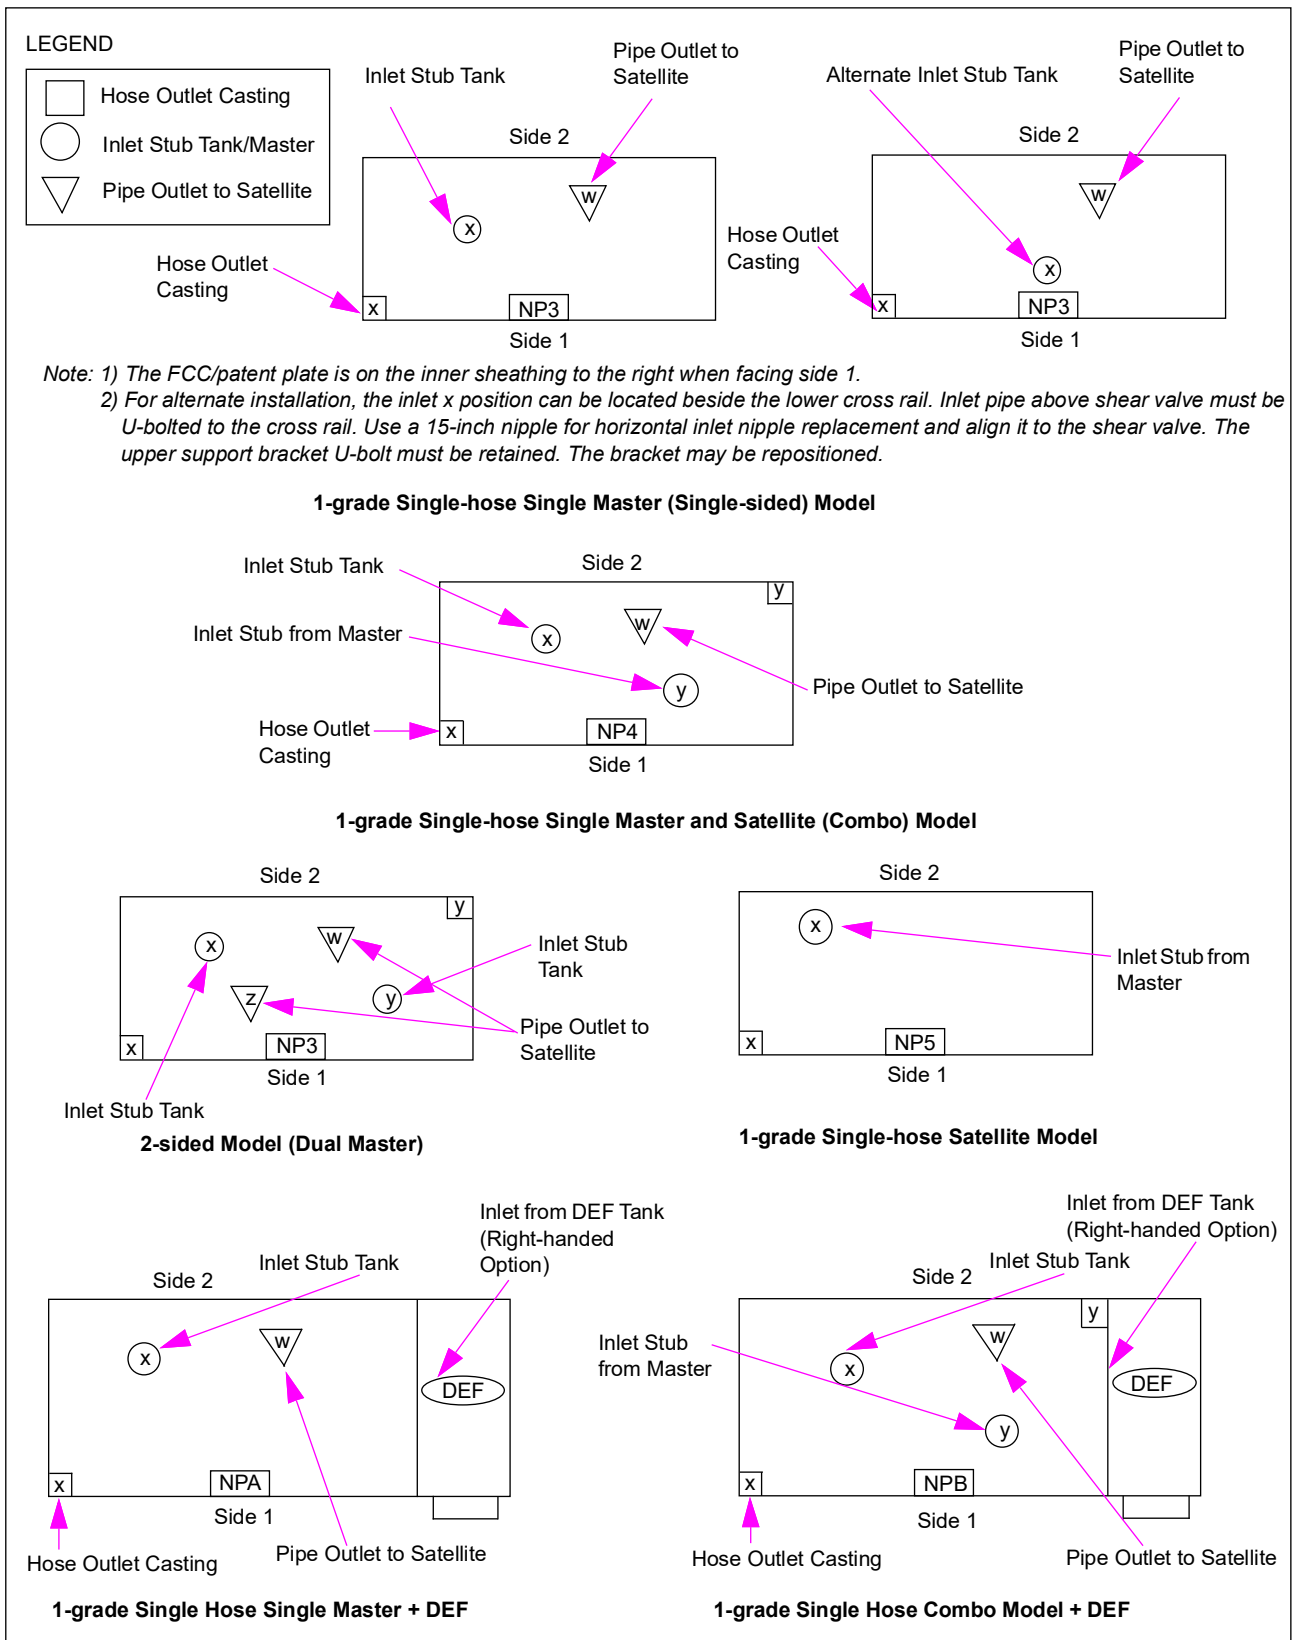 LEGEND
Hose Outlet Casting
Inlet Stub Tank/Master
Pipe Outlet to Satellite
Inlet Stub Tank
Pipe Outlet to
Satellite
Side 2
w
x
Hose Outlet
Casting
x
NP3
Side 1
Alternate Inlet Stub Tank
Pipe Outlet to
Satellite
Side 2
w
Hose Outlet
Casting
x
x
NP3
Side 1
Note: 1) The FCC/patent plate is on the inner sheathing to the right when facing side 1.
2) For alternate installation, the inlet x position can be located beside the lower cross rail. Inlet pipe above shear valve must be
U-bolted to the cross rail. Use a 15-inch nipple for horizontal inlet nipple replacement and align it to the shear valve. The
upper support bracket U-bolt must be retained. The bracket may be repositioned.
1-grade Single-hose Single Master (Single-sided) Model
Inlet Stub Tank
Side 2
y
Inlet Stub from Master
x
w
y
Pipe Outlet to Satellite
Hose Outlet
Casting
x
NP4
Side 1
1-grade Single-hose Single Master and Satellite (Combo) Model
Side 2
y
x
w
Inlet Stub
Tank
z
y
Pipe Outlet to
Satellite
x
NP3
Side 1
Inlet Stub Tank
2-sided Model (Dual Master)
Side 2
x
Inlet Stub from
Master
x
NP5
Side 1
1-grade Single-hose Satellite Model
Inlet from DEF Tank
(Right-handed
Option)
Inlet Stub Tank
Side 2
w
x
DEF
x
NPA
Side 1
Hose Outlet Casting
Pipe Outlet to Satellite
1-grade Single Hose Single Master + DEF
Inlet from DEF Tank
(Right-handed Option)
Inlet Stub Tank
Side 2
y
Inlet Stub
from Master
w
x
DEF
y
x
NPB
Side 1
Hose Outlet Casting
Pipe Outlet to Satellite
1-grade Single Hose Combo Model + DEF